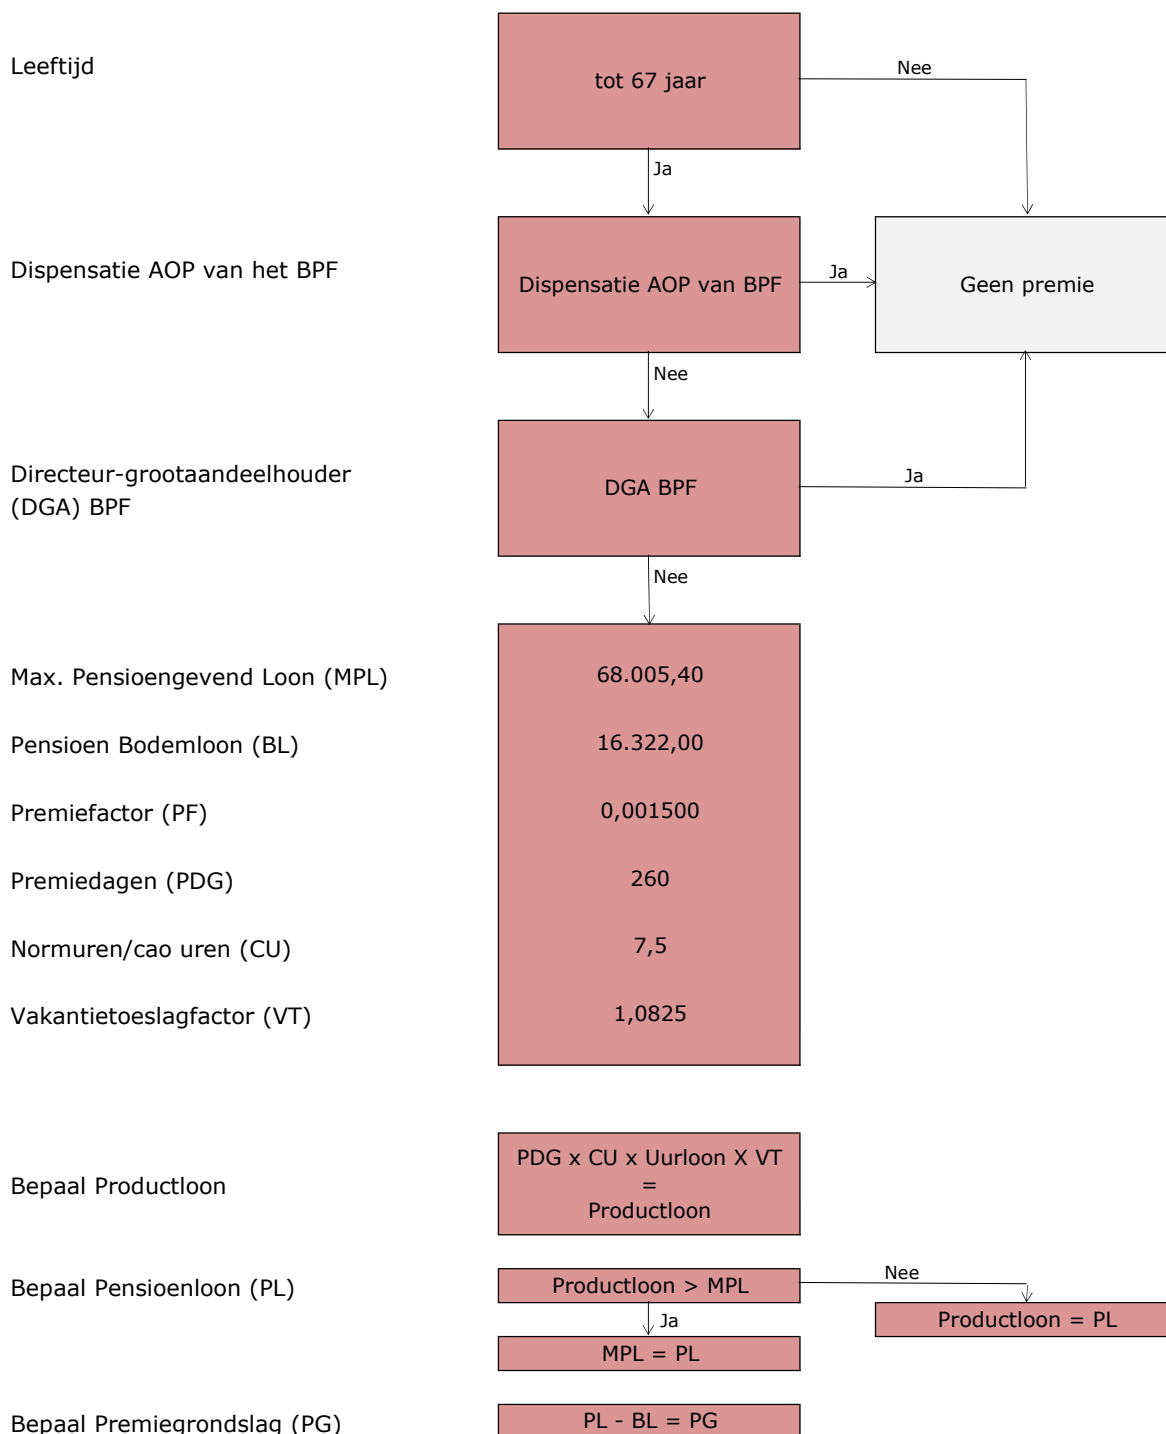 Leeftijd
tot 67 jaar
Nee
Ja
Dispensatie AOP van het BPF
Dispensatie AOP van BPF
Ja
Geen premie
Nee
Directeur-grootaandeelhouder
(DGA) BPF
DGA BPF
Ja
Nee
Max. Pensioengevend Loon (MPL)
68.005,40
Pensioen Bodemloon (BL)
16.322,00
Premiefactor (PF)
0,001500
Premiedagen (PDG)
260
Normuren/cao uren (CU)
7,5
Vakantietoeslagfactor (VT)
1,0825
Bepaal Productloon
PDG x CU x Uurloon X VT
=
Productloon
Bepaal Pensioenloon (PL)
Productloon > MPL
Nee
Productloon = PL
Ja
MPL = PL
Bepaal Premiegrondslag (PG)
PL - BL = PG